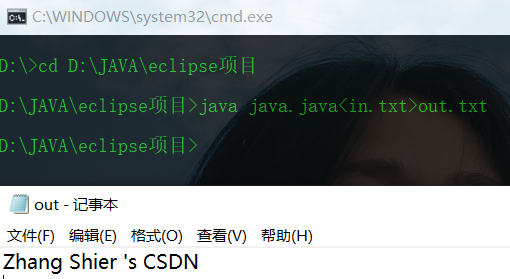 C:\WINDOWS\system32\cmd.exe
D:\>cd D:\JAVA\eclipse项目
D:\JAVA\eclipse项目>java java.java<in.txt>out.txt
D:\JAVA\eclipse项目>
out - 记事本
文件(F) 编辑(E) 格式(O) 查看(V) 帮助(H)
Zhang Shier 's CSDN